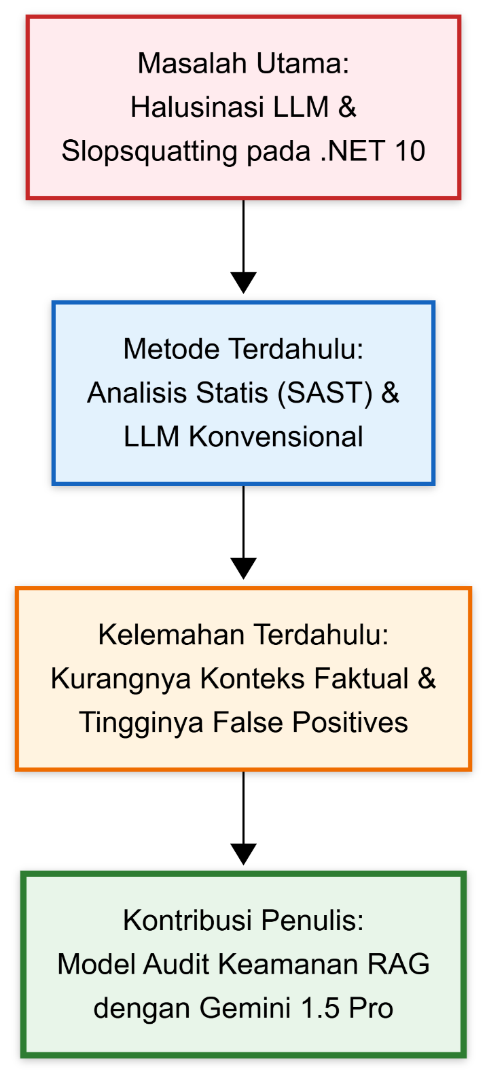 Masalah Utama:
Halusinasi LLM &
Slopsquatting pada .NET 10
Metode Terdahulu:
Analisis Statis (SAST) &
LLM Konvensional
Kelemahan Terdahulu:
Kurangnya Konteks Faktual &
Tingginya False Positives
Kontribusi Penulis:
Model Audit Keamanan RAG
dengan Gemini 1.5 Pro